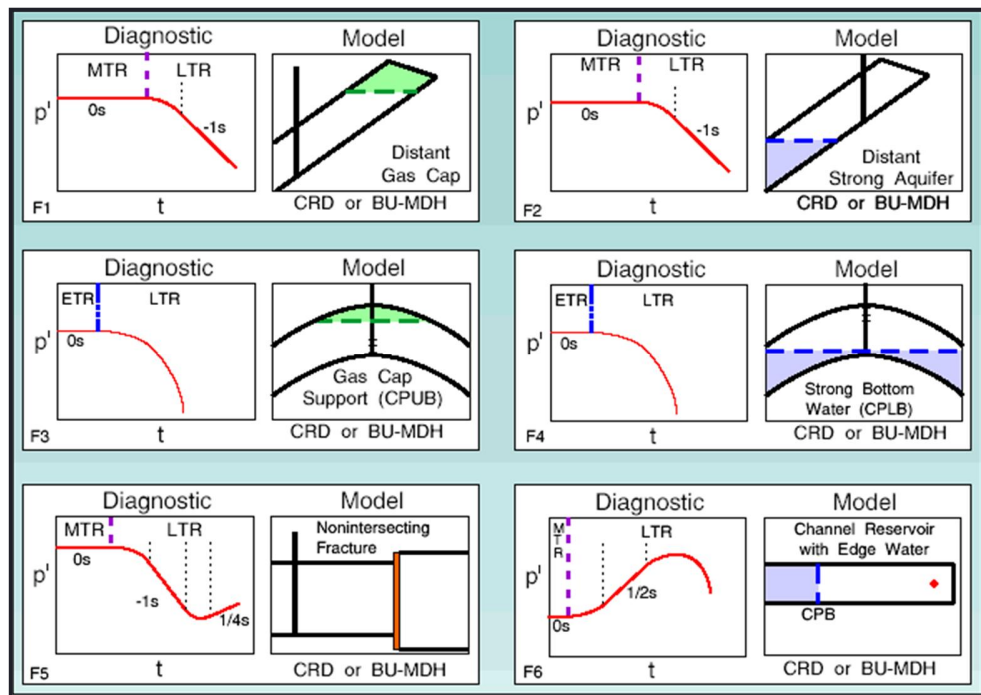 Diagnostic
Model
MTR
LTR
p'
0s
-1s
t
F1
Distant
Gas Cap
CRD or BU-MDH
Diagnostic
Model
MTR
LTR
p'
0s
-1s
t
F2
Distant
Strong Aquifer
CRD or BU-MDH
Diagnostic
Model
ETR
LTR
p'
0s
t
F3
Gas Cap
Support (CPUB)
CRD or BU-MDH
Diagnostic
Model
ETR
LTR
p'
0s
t
F4
Strong Bottom
Water (CPLB)
CRD or BU-MDH
Diagnostic
Model
MTR
LTR
p'
0s
-1s
1/4s
t
F5
Nonintersecting
Fracture
CRD or BU-MDH
Diagnostic
Model
MTR
LTR
p'
0s
1/2s
t
F6
Channel Reservoir
with Edge Water
CPB
CRD or BU-MDH